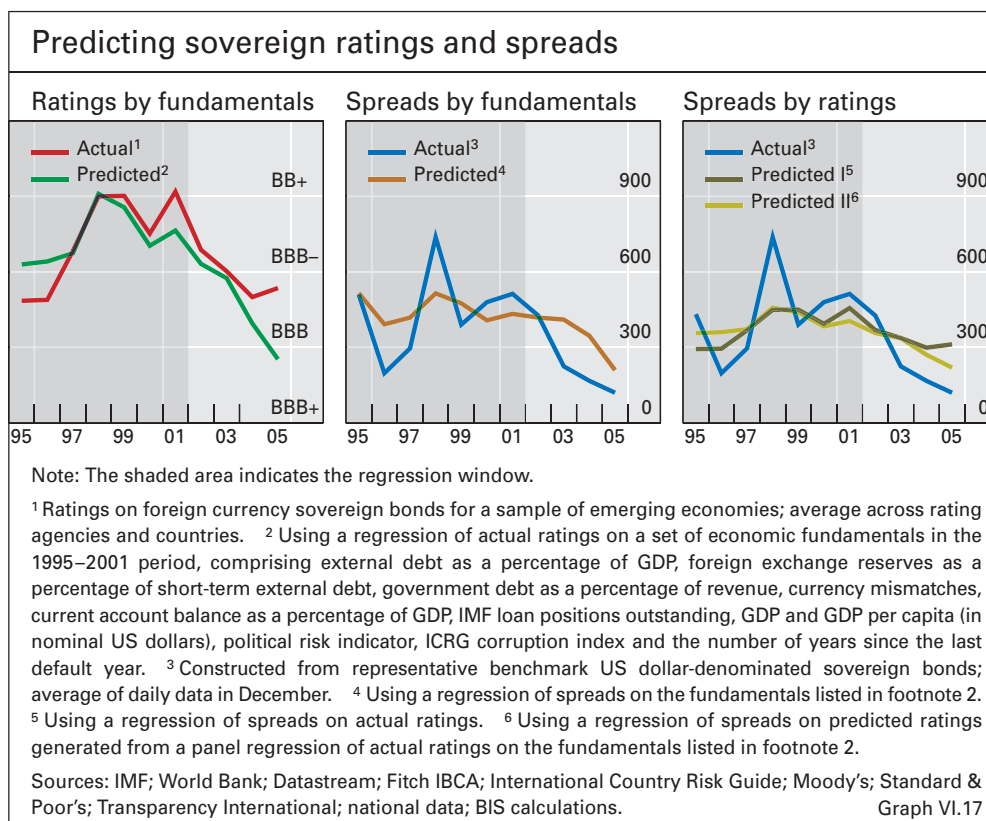 Predicting sovereign ratings and spreads
Ratings by fundamentals
Actual¹
Predicted²
BB+
BBB–
BBB
BBB+
95 97 99 01 03 05
Spreads by fundamentals
Actual³
Predicted⁴
900
600
300
0
95 97 99 01 03 05
Spreads by ratings
Actual³
Predicted I⁵
Predicted II⁶
900
600
300
0
95 97 99 01 03 05
Note: The shaded area indicates the regression window.
¹ Ratings on foreign currency sovereign bonds for a sample of emerging economies; average across rating
agencies and countries. ² Using a regression of actual ratings on a set of economic fundamentals in the
1995–2001 period, comprising external debt as a percentage of GDP, foreign exchange reserves as a
percentage of short-term external debt, government debt as a percentage of revenue, currency mismatches,
current account balance as a percentage of GDP, IMF loan positions outstanding, GDP and GDP per capita (in
nominal US dollars), political risk indicator, ICRG corruption index and the number of years since the last
default year. ³ Constructed from representative benchmark US dollar-denominated sovereign bonds;
average of daily data in December. ⁴ Using a regression of spreads on the fundamentals listed in footnote 2.
⁵ Using a regression of spreads on actual ratings. ⁶ Using a regression of spreads on predicted ratings
generated from a panel regression of actual ratings on the fundamentals listed in footnote 2.
Sources: IMF; World Bank; Datastream; Fitch IBCA; International Country Risk Guide; Moody's; Standard &
Poor's; Transparency International; national data; BIS calculations. Graph VI.17